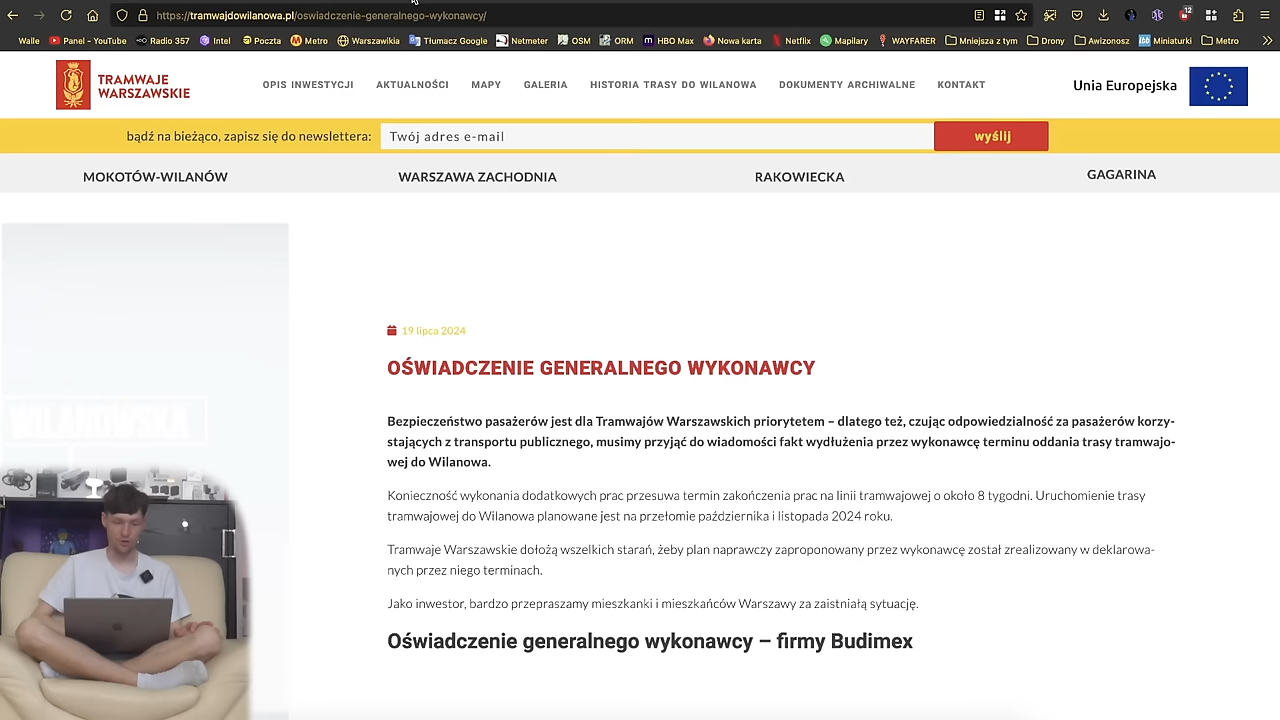 https://tramwajdowilanowa.pl/oswiadczenie-generalnego-wykonawcy/
12
Walle Panel - YouTube Radio 357 Intel Poczta Metro Warszawikia Tłumacz Google Netmeter OSM ORM HBO Max Nowa karta Netflix Mapilary WAYFARER Mniejsza z tym Drony Awizonosz Miniaturki Metro
TRAMWAJE
WARSZAWSKIE
OPIS INWESTYCJI AKTUALNOŚCI MAPY GALERIA HISTORIA TRASY DO WILANOWA DOKUMENTY ARCHIWALNE KONTAKT
Unia Europejska
bądź na bieżąco, zapisz się do newslettera: Twój adres e-mail wyślij
MOKOTÓW-WILANÓW WARSZAWA ZACHODNIA RAKOWIECKA GAGARINA
WILANOWSKA
19 lipca 2024
OŚWIADCZENIE GENERALNEGO WYKONAWCY
Bezpieczeństwo pasażerów jest dla Tramwajów Warszawskich priorytetem – dlatego też, czując odpowiedzialność za pasażerów korzy-
stających z transportu publicznego, musimy przyjąć do wiadomości fakt wydłużenia przez wykonawcę terminu oddania trasy tramwajo-
wej do Wilanowa.
Konieczność wykonania dodatkowych prac przesuwa termin zakończenia prac na linii tramwajowej o około 8 tygodni. Uruchomienie trasy
tramwajowej do Wilanowa planowane jest na przełomie października i listopada 2024 roku.
Tramwaje Warszawskie dołożą wszelkich starań, żeby plan naprawczy zaproponowany przez wykonawcę został zrealizowany w deklarowa-
nych przez niego terminach.
Jako inwestor, bardzo przepraszamy mieszkanki i mieszkańców Warszawy za zaistniałą sytuację.
Oświadczenie generalnego wykonawcy – firmy Budimex